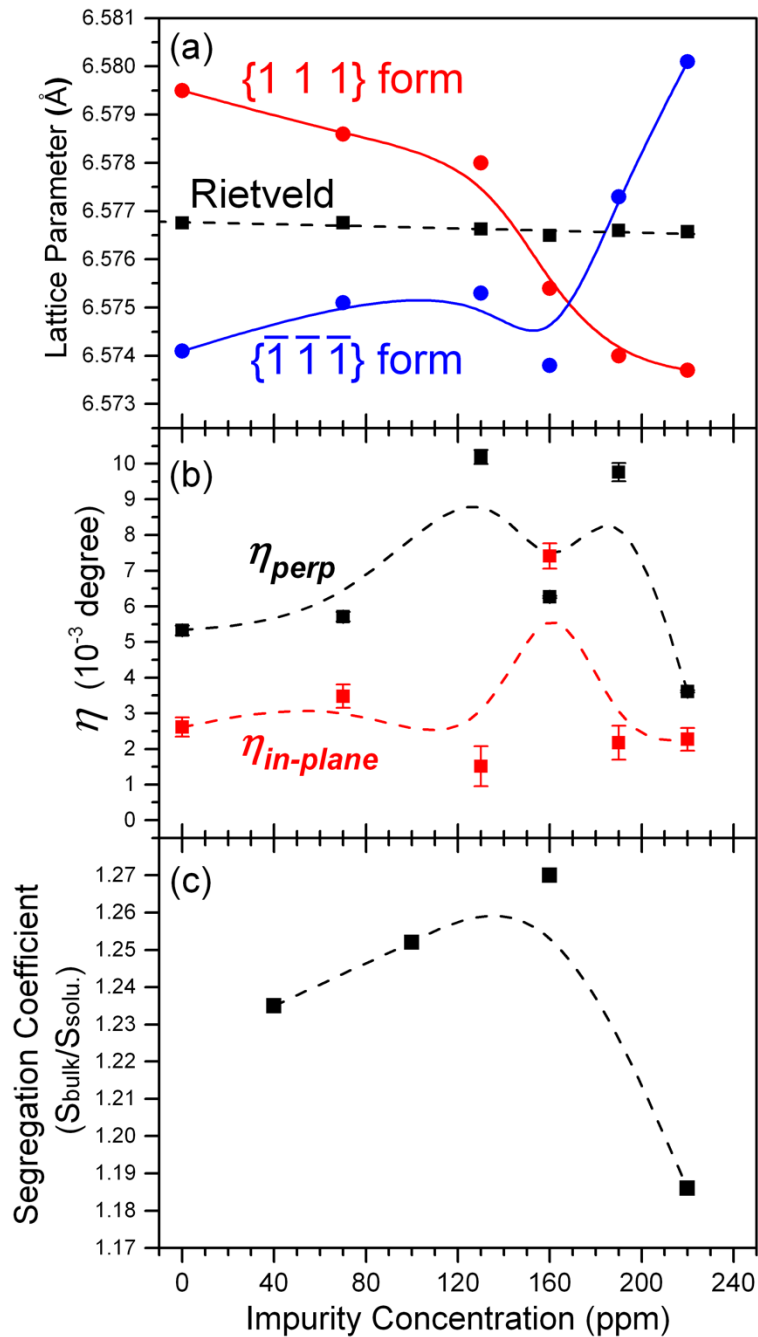 6.581
6.580
6.579
6.578
6.577
6.576
6.575
6.574
6.573
Lattice Parameter (Å)
(a)
{1 1 1} form
Rietveld
{1̅ 1̅ 1̅} form
10
9
8
7
6
5
4
3
2
1
0
η (10⁻³ degree)
(b)
ηperp
ηin-plane
1.27
1.26
1.25
1.24
1.23
1.22
1.21
1.20
1.19
1.18
1.17
Segregation Coefficient
(Sbulk/Ssolu.)
(c)
0 40 80 120 160 200 240
Impurity Concentration (ppm)